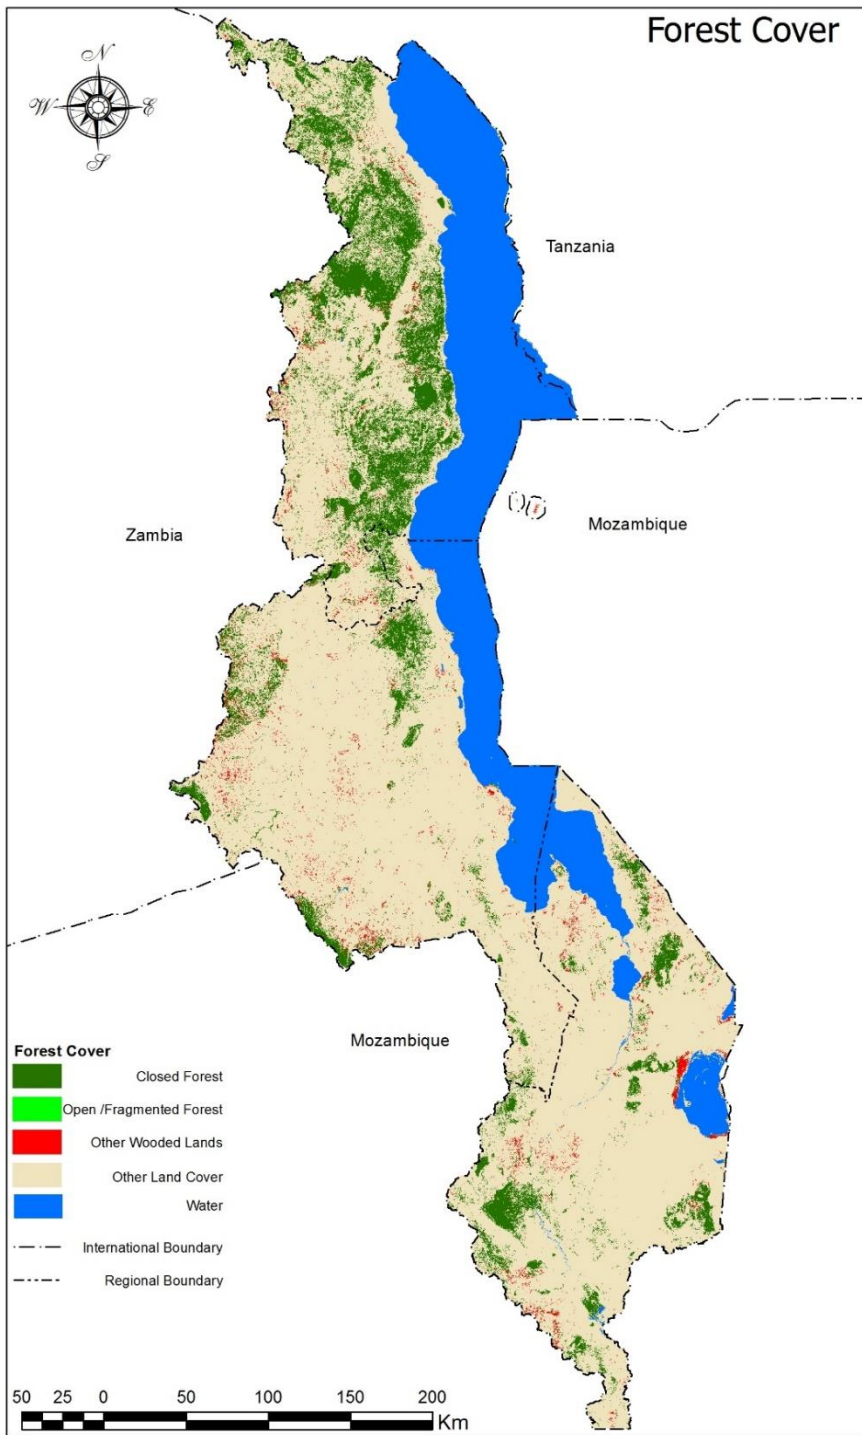 Forest Cover
N
W
E
S
Tanzania
Zambia
Mozambique
Mozambique
Forest Cover
Closed Forest
Open /Fragmented Forest
Other Wooded Lands
Other Land Cover
Water
International Boundary
Regional Boundary
50 25 0 50 100 150 200
Km